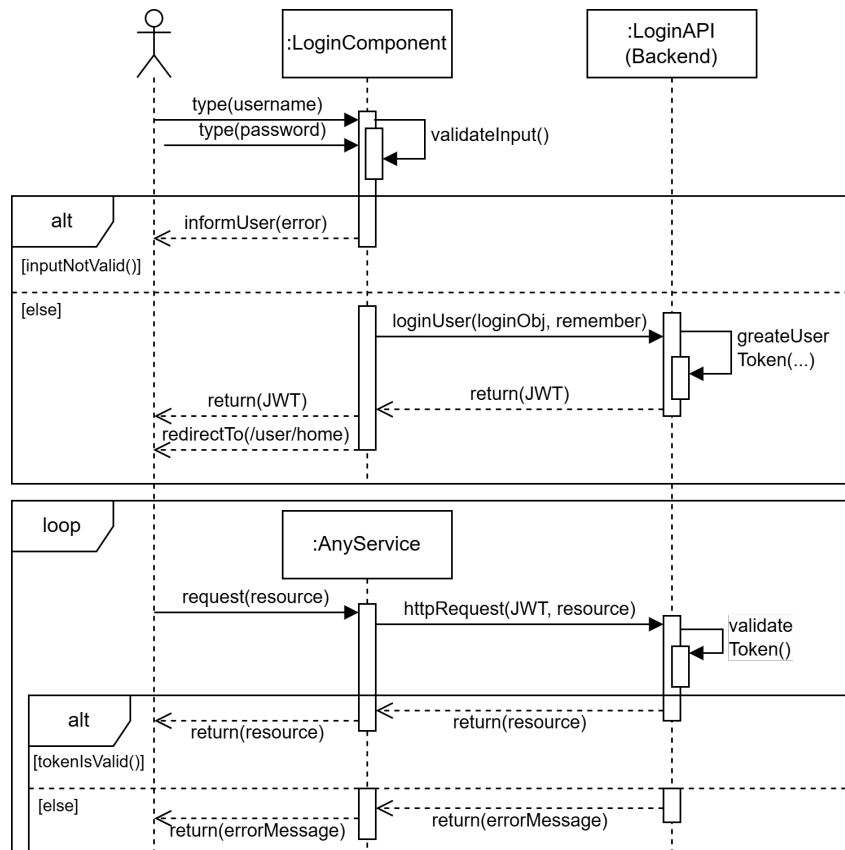 :LoginComponent
:LoginAPI
(Backend)
type(username)
type(password)
validateInput()
alt
informUser(error)
[inputNotValid()]
[else]
loginUser(loginObj, remember)
greateUser
Token(...)
return(JWT)
return(JWT)
redirectTo(/user/home)
loop
:AnyService
request(resource)
httpRequest(JWT, resource)
validate
Token()
alt
return(resource)
return(resource)
[tokenIsValid()]
[else]
return(errorMessage)
return(errorMessage)